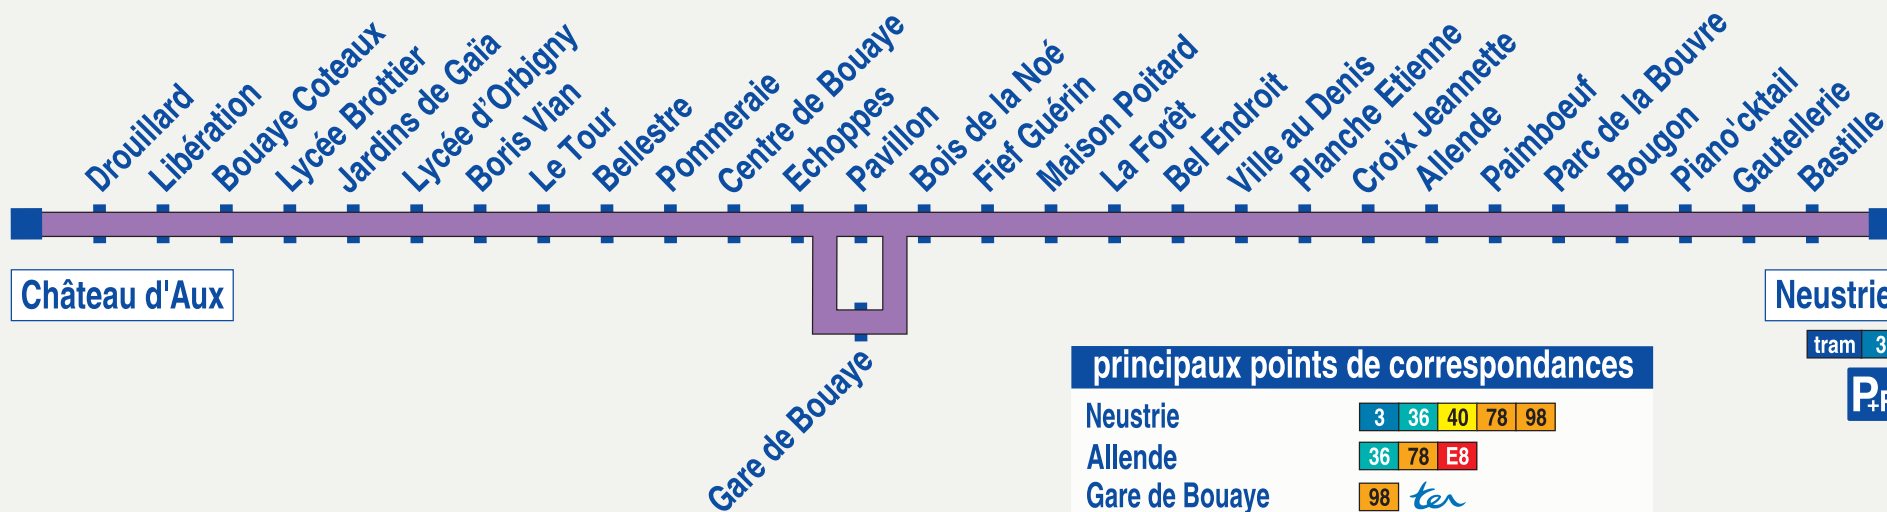 Drouillard
Libération
Bouaye Coteaux
Lycée Brottier
Jardins de Gaïa
Lycée d'Orbigny
Boris Vian
Le Tour
Bellestre
Pommeraie
Centre de Bouaye
Echoppes
Pavillon
Bois de la Noé
Fief Guérin
Maison Poitard
La Forêt
Bel Endroit
Ville au Denis
Planche Etienne
Croix Jeannette
Allende
Paimboeuf
Parc de la Bouvre
Bougon
Piano'cktail
Gautellerie
Bastille
Château d'Aux
Neustrie
tram 3
P+R
Gare de Bouaye
principaux points de correspondances
Neustrie 3 36 40 78 98
Allende 36 78 E8
Gare de Bouaye 98 ter